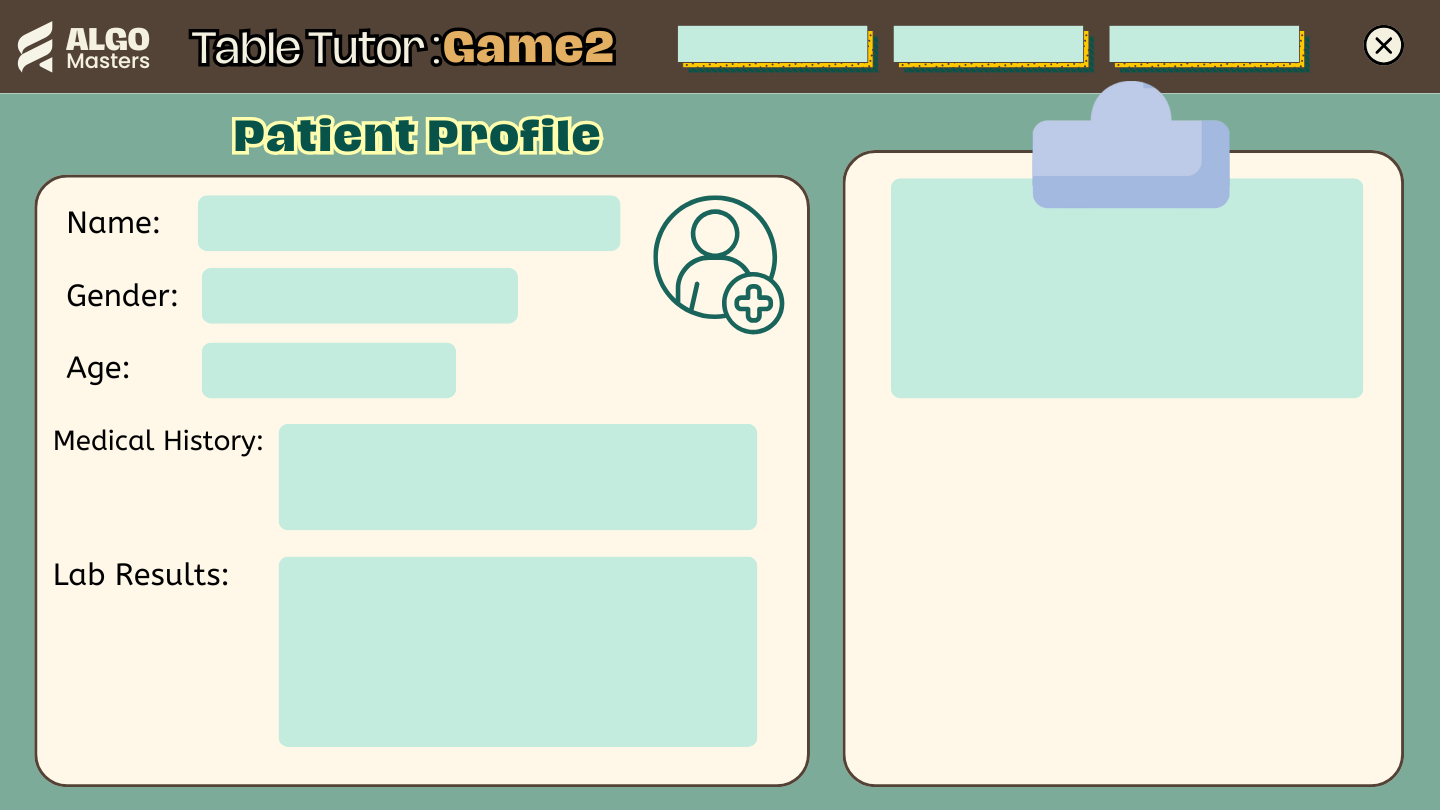 ALGO
Masters
Table Tutor :Game2
Patient Profile
Name:
Gender:
Age:
Medical History:
Lab Results: